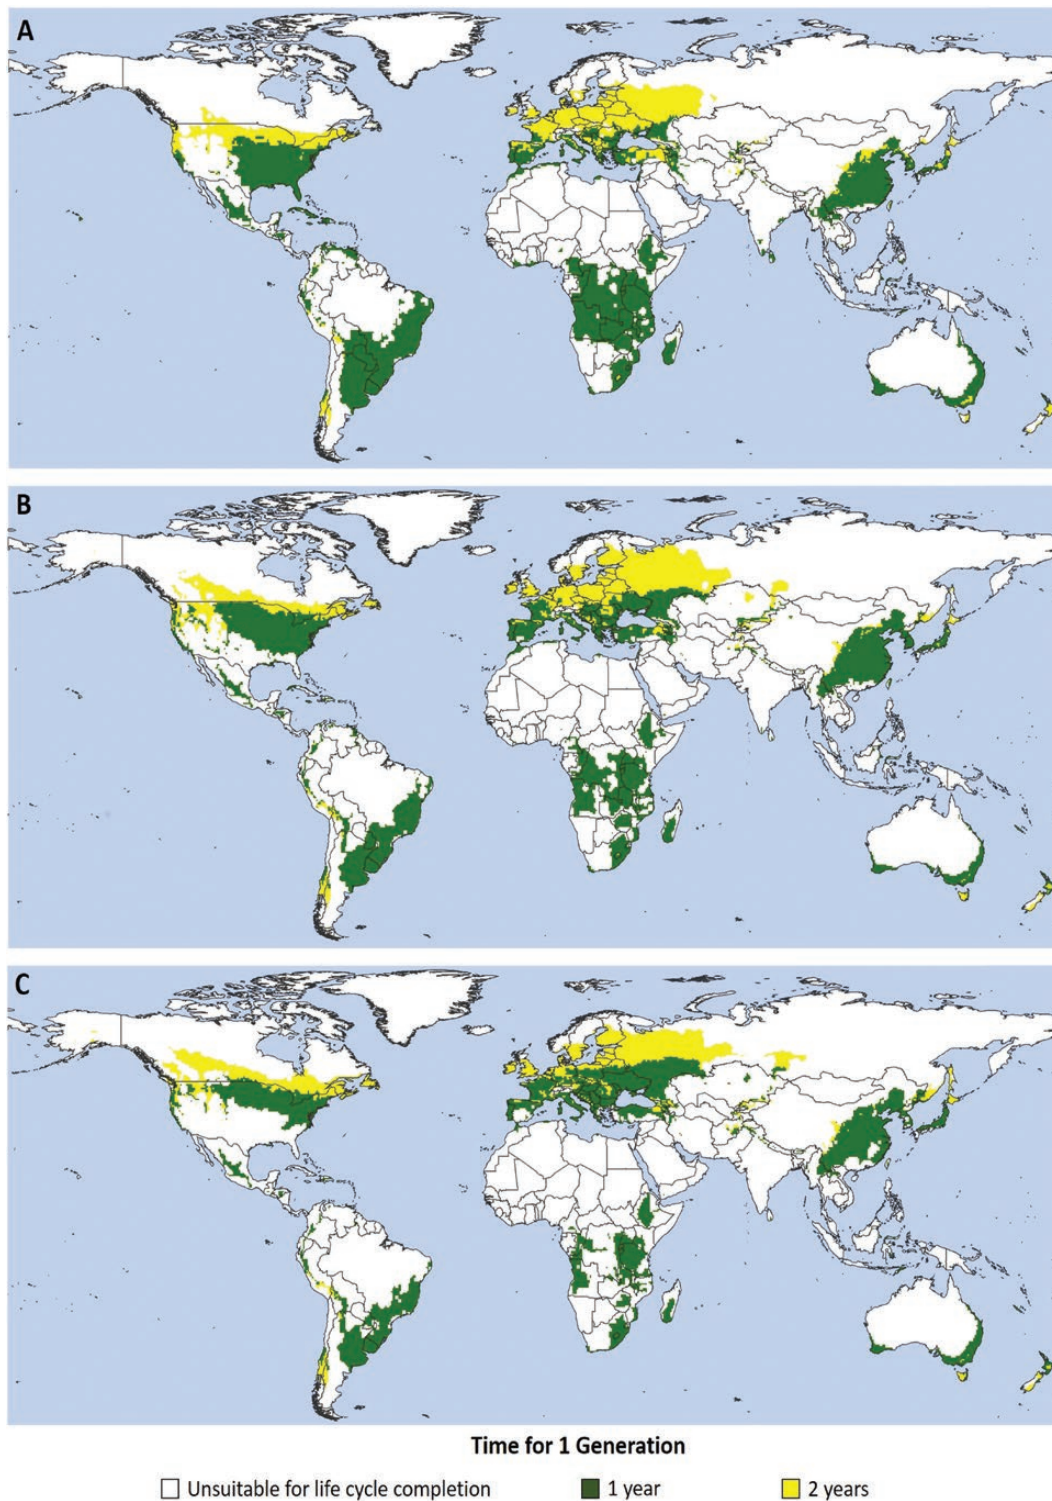 A
B
C
Time for 1 Generation
Unsuitable for life cycle completion 1 year 2 years